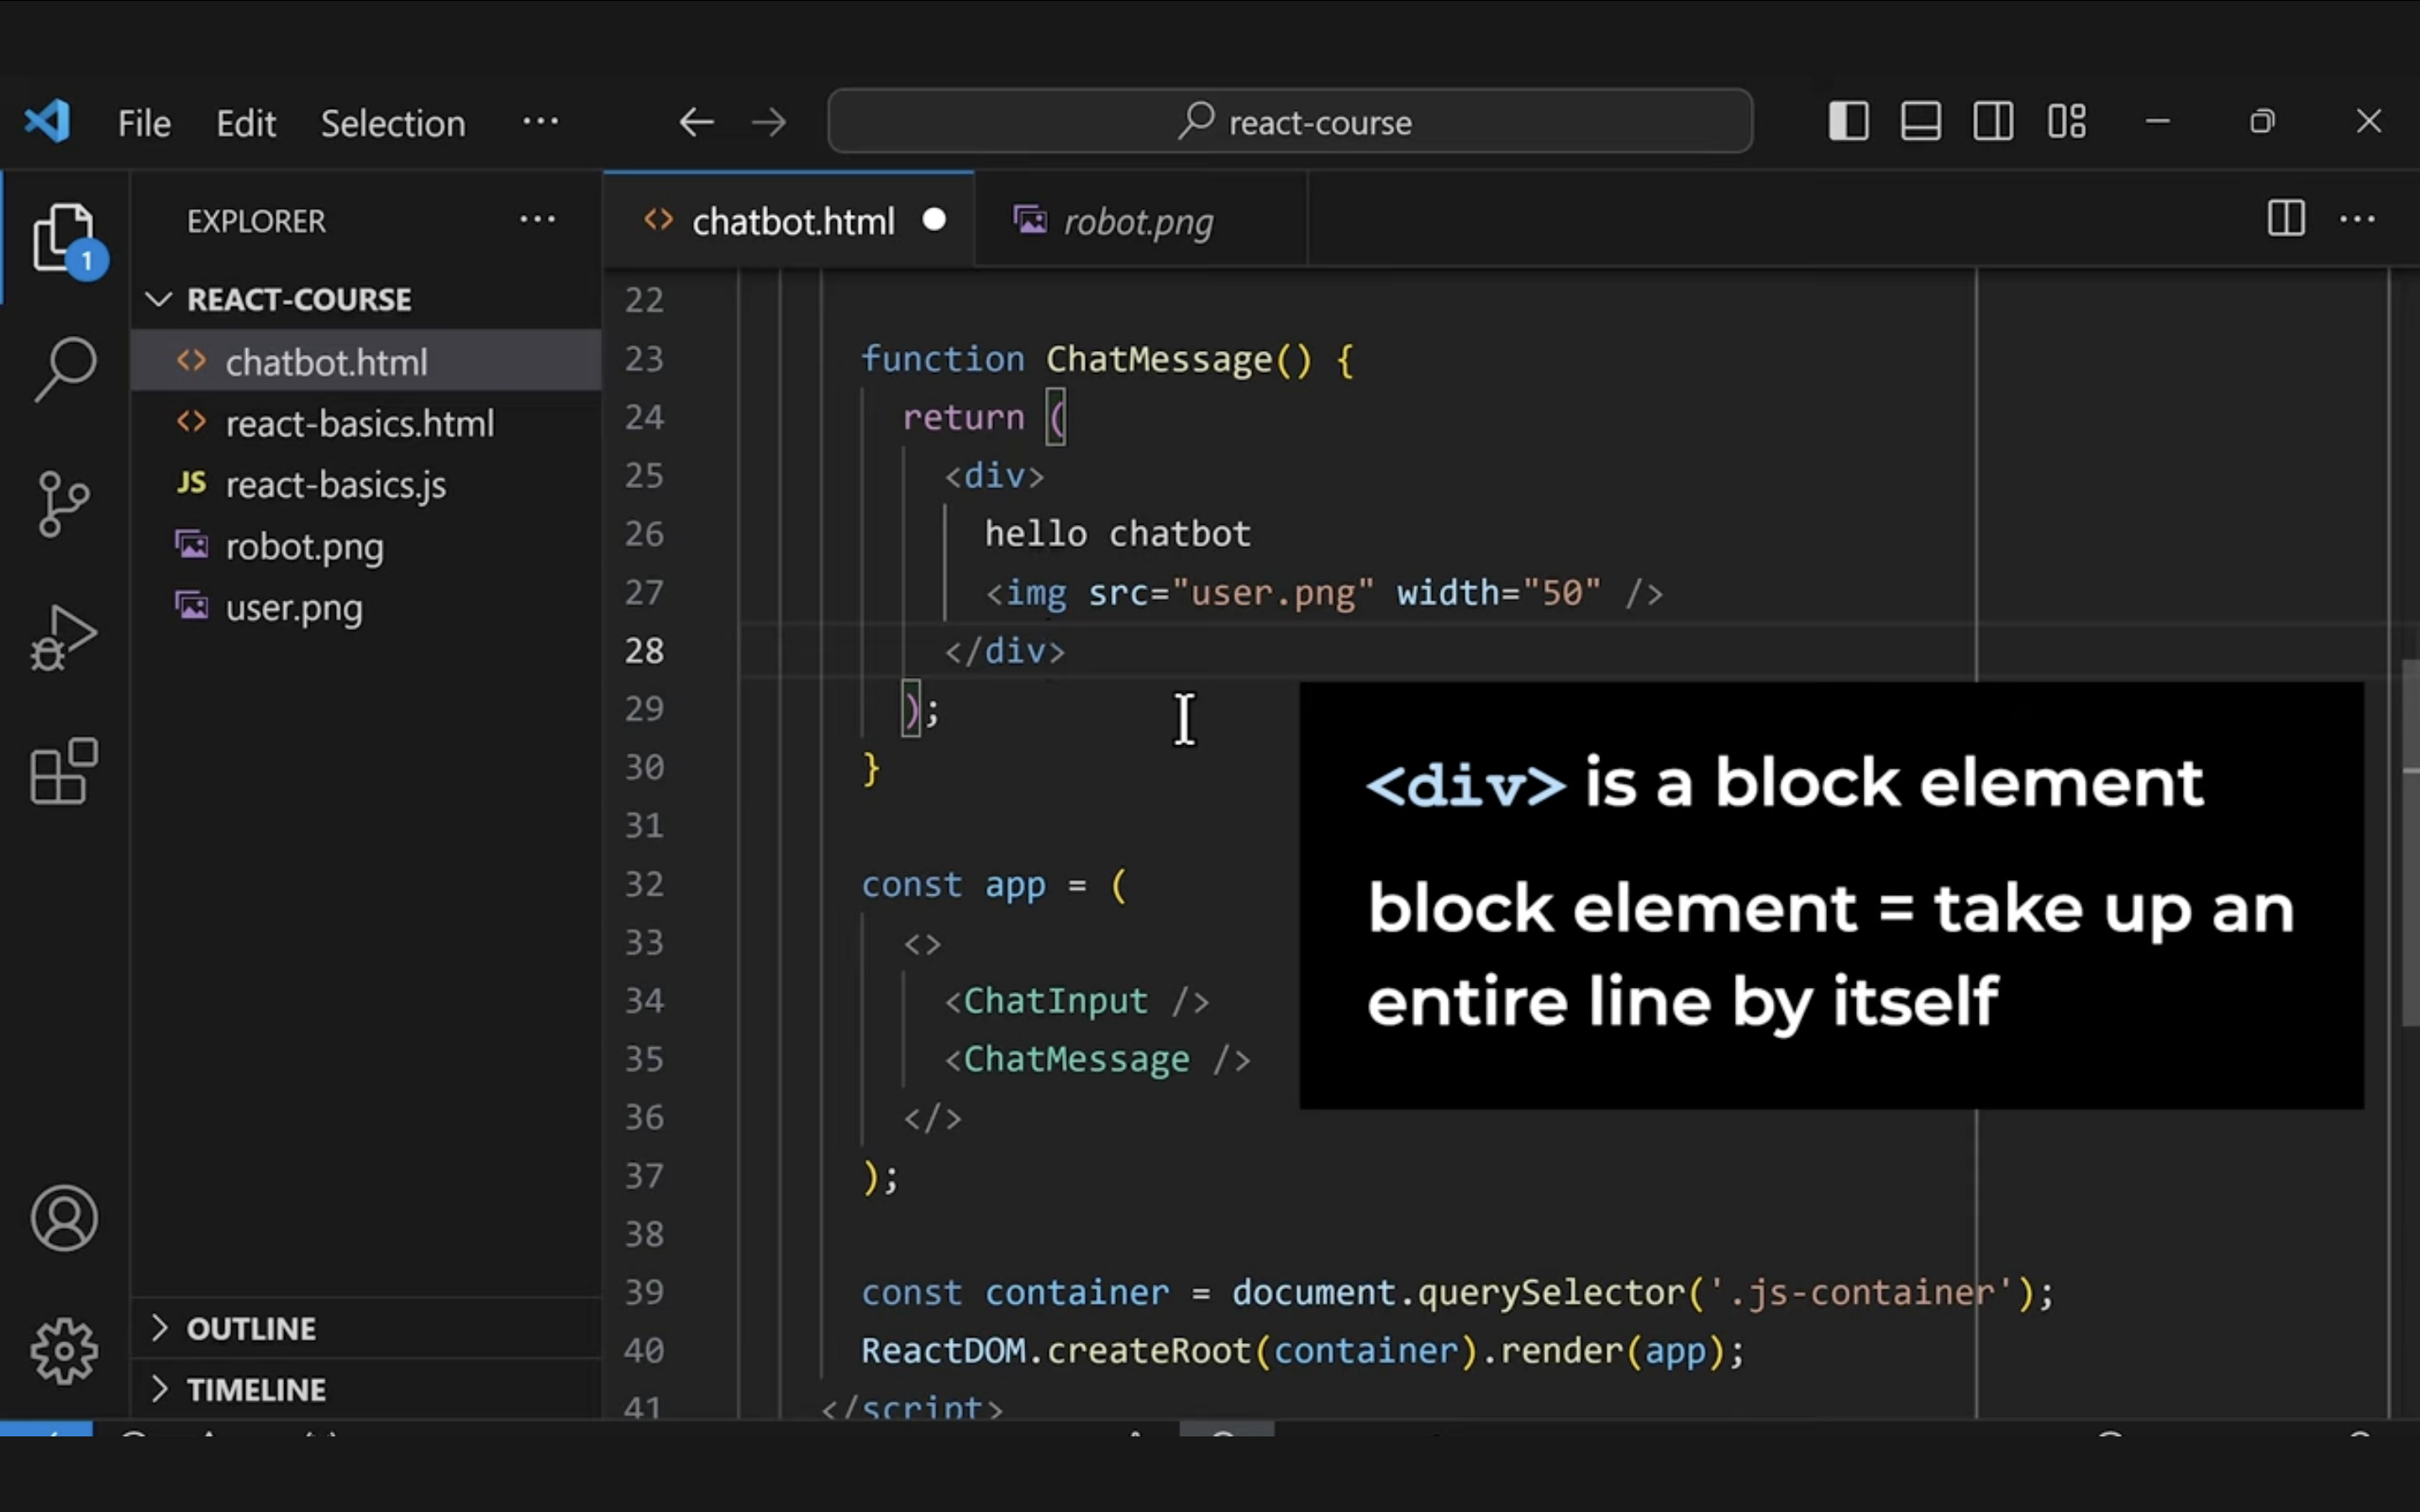 File Edit Selection ··· react-course
EXPLORER ···
chatbot.html
robot.png
···
1
REACT-COURSE
chatbot.html
react-basics.html
JS react-basics.js
robot.png
user.png
OUTLINE
TIMELINE
22
23 function ChatMessage() {
24 return (
25 <div>
26 hello chatbot
27 <img src="user.png" width="50" />
28 </div>
29 );
30 }
31
32 const app = (
33 <>
34 <ChatInput />
35 <ChatMessage />
36 </>
37 );
38
39 const container = document.querySelector('.js-container');
40 ReactDOM.createRoot(container).render(app);
41 </script>
<div> is a block element
block element = take up an
entire line by itself